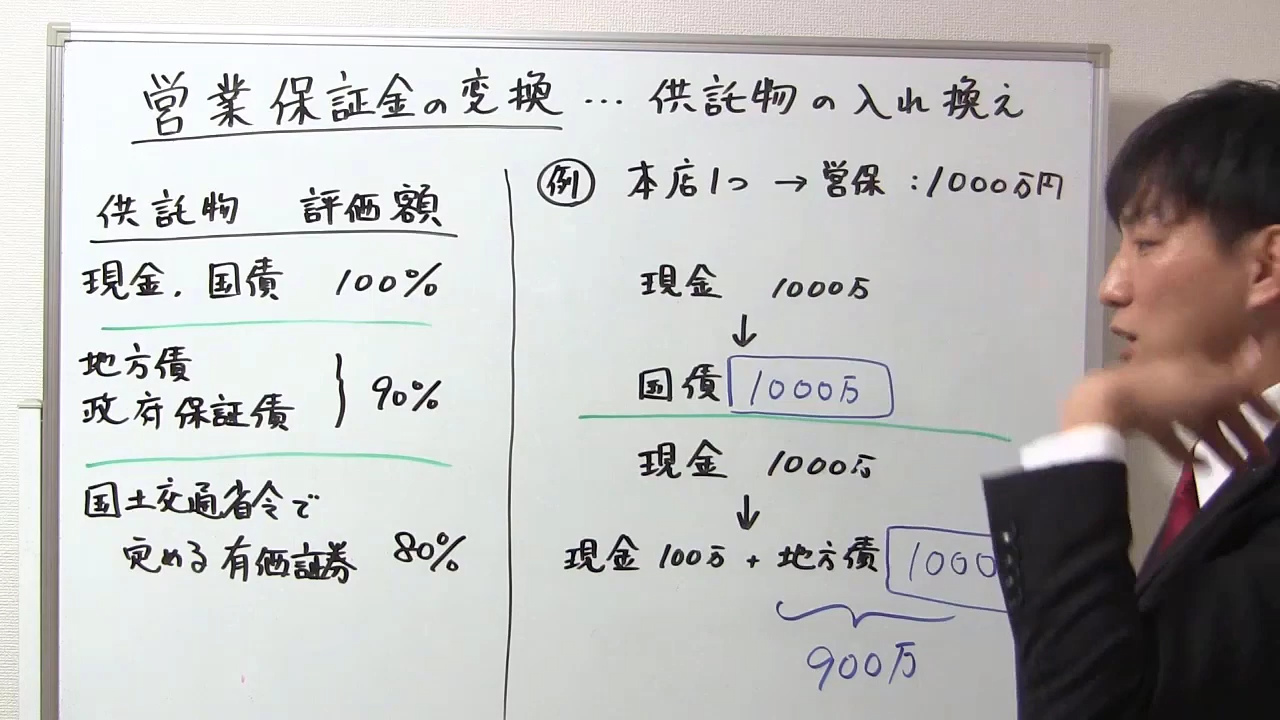 営業保証金の変換…供託物の入れ換え
供託物 評価額
現金、国債 100%
地方債
政府保証債 90%
国土交通省令で
定める有価証券 80%
例 本店1つ→営保:1000万円
現金 1000万
↓
国債 1000万
現金 1000万
↓
現金 100万+地方債 1000
900万